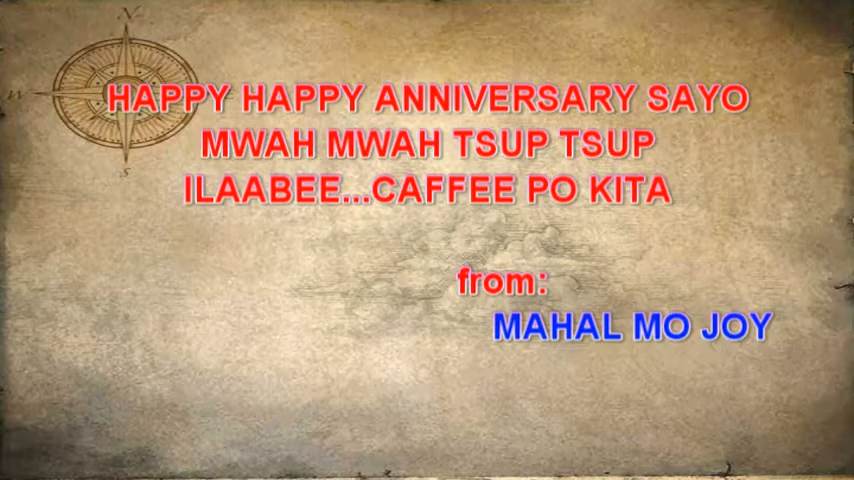 N
W
S
HAPPY HAPPY ANNIVERSARY SAYO
MWAH MWAH TSUP TSUP
ILAABEE...CAFFEE PO KITA
from:
MAHAL MO JOY